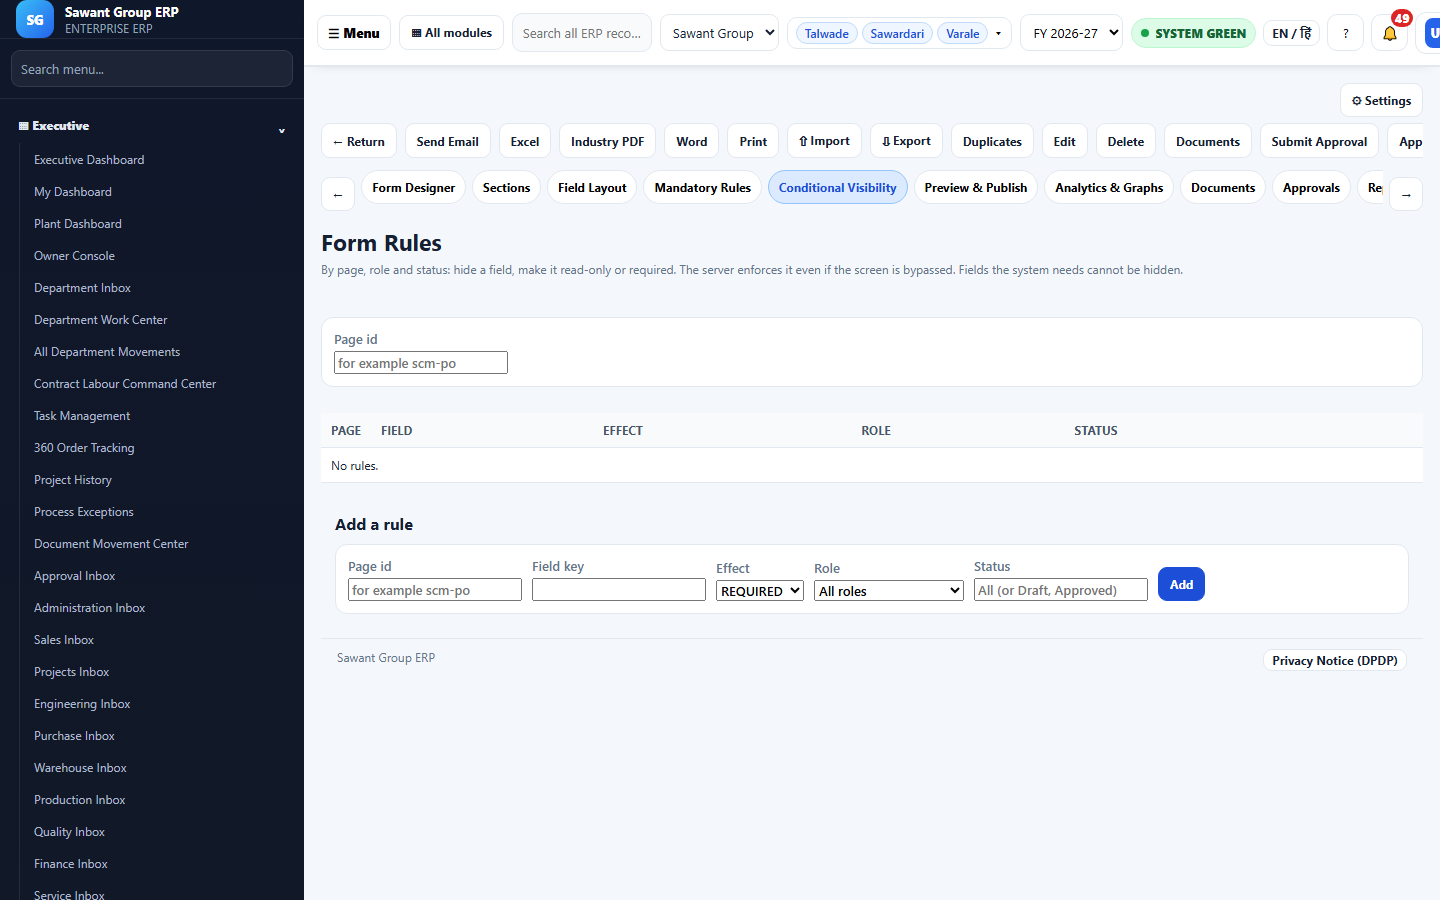 SG
Sawant Group ERP
ENTERPRISE ERP
☰ Menu
All modules
Search all ERP reco...
Sawant Group
Talwade
Sawardari
Varale
FY 2026-27
SYSTEM GREEN
EN / हिं
?
49
U
Search menu...
Executive
Executive Dashboard
My Dashboard
Plant Dashboard
Owner Console
Department Inbox
Department Work Center
All Department Movements
Contract Labour Command Center
Task Management
360 Order Tracking
Project History
Process Exceptions
Document Movement Center
Approval Inbox
Administration Inbox
Sales Inbox
Projects Inbox
Engineering Inbox
Purchase Inbox
Warehouse Inbox
Production Inbox
Quality Inbox
Finance Inbox
Service Inbox
⚙ Settings
← Return
Send Email
Excel
Industry PDF
Word
Print
⇧ Import
⇩ Export
Duplicates
Edit
Delete
Documents
Submit Approval
App
←
Form Designer
Sections
Field Layout
Mandatory Rules
Conditional Visibility
Preview & Publish
Analytics & Graphs
Documents
Approvals
Re
→
Form Rules
By page, role and status: hide a field, make it read-only or required. The server enforces it even if the screen is bypassed. Fields the system needs cannot be hidden.
Page id
for example scm-po
PAGE FIELD EFFECT ROLE STATUS
No rules.
Add a rule
Page id Field key Effect Role Status
for example scm-po REQUIRED All roles All (or Draft, Approved) Add
Sawant Group ERP
Privacy Notice (DPDP)